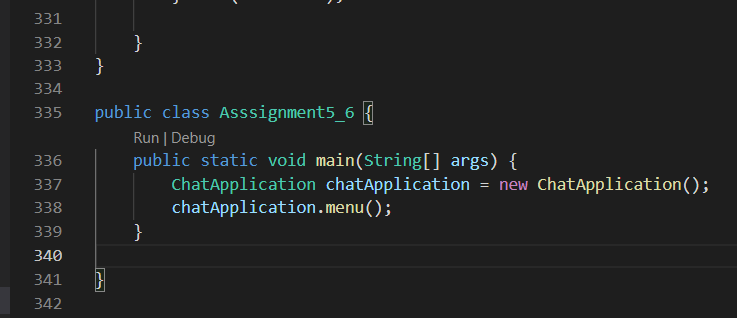 331
332 }
333 }
334
335 public class Asssignment5_6 {
Run | Debug
336 public static void main(String[] args) {
337 ChatApplication chatApplication = new ChatApplication();
338 chatApplication.menu();
339 }
340
341 }
342